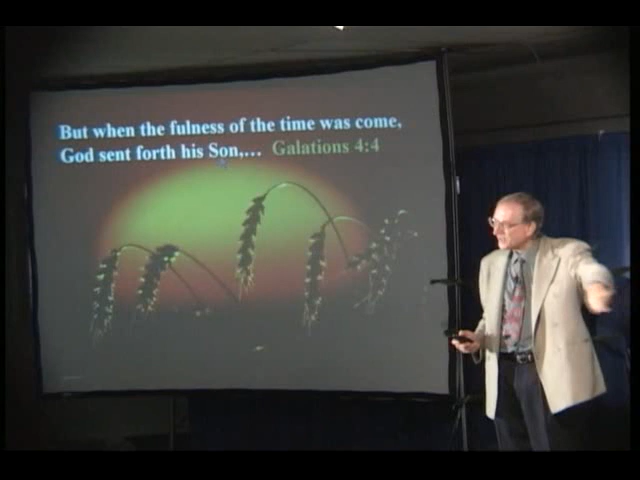 But when the fulness of the time was come,
God sent forth his Son,... Galations 4:4